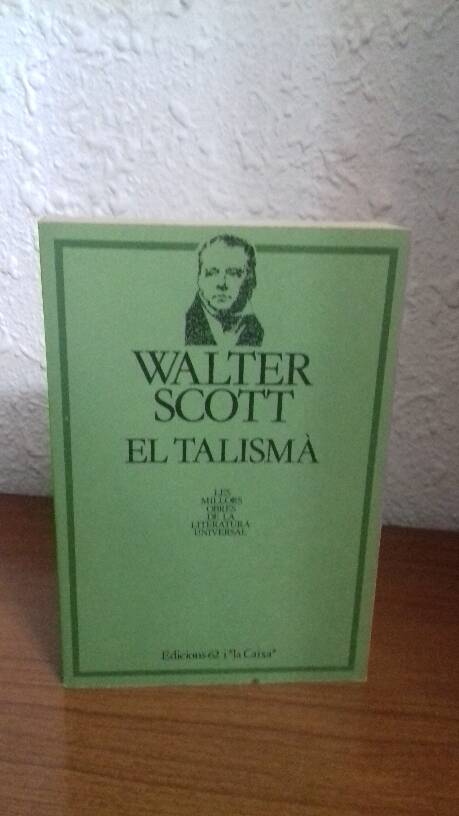 WALTER
SCOTT
EL TALISMÀ
LES
MILLORS
OBRES
DE LA
LITERATURA
UNIVERSAL
Edicions 62 i "la Caixa"